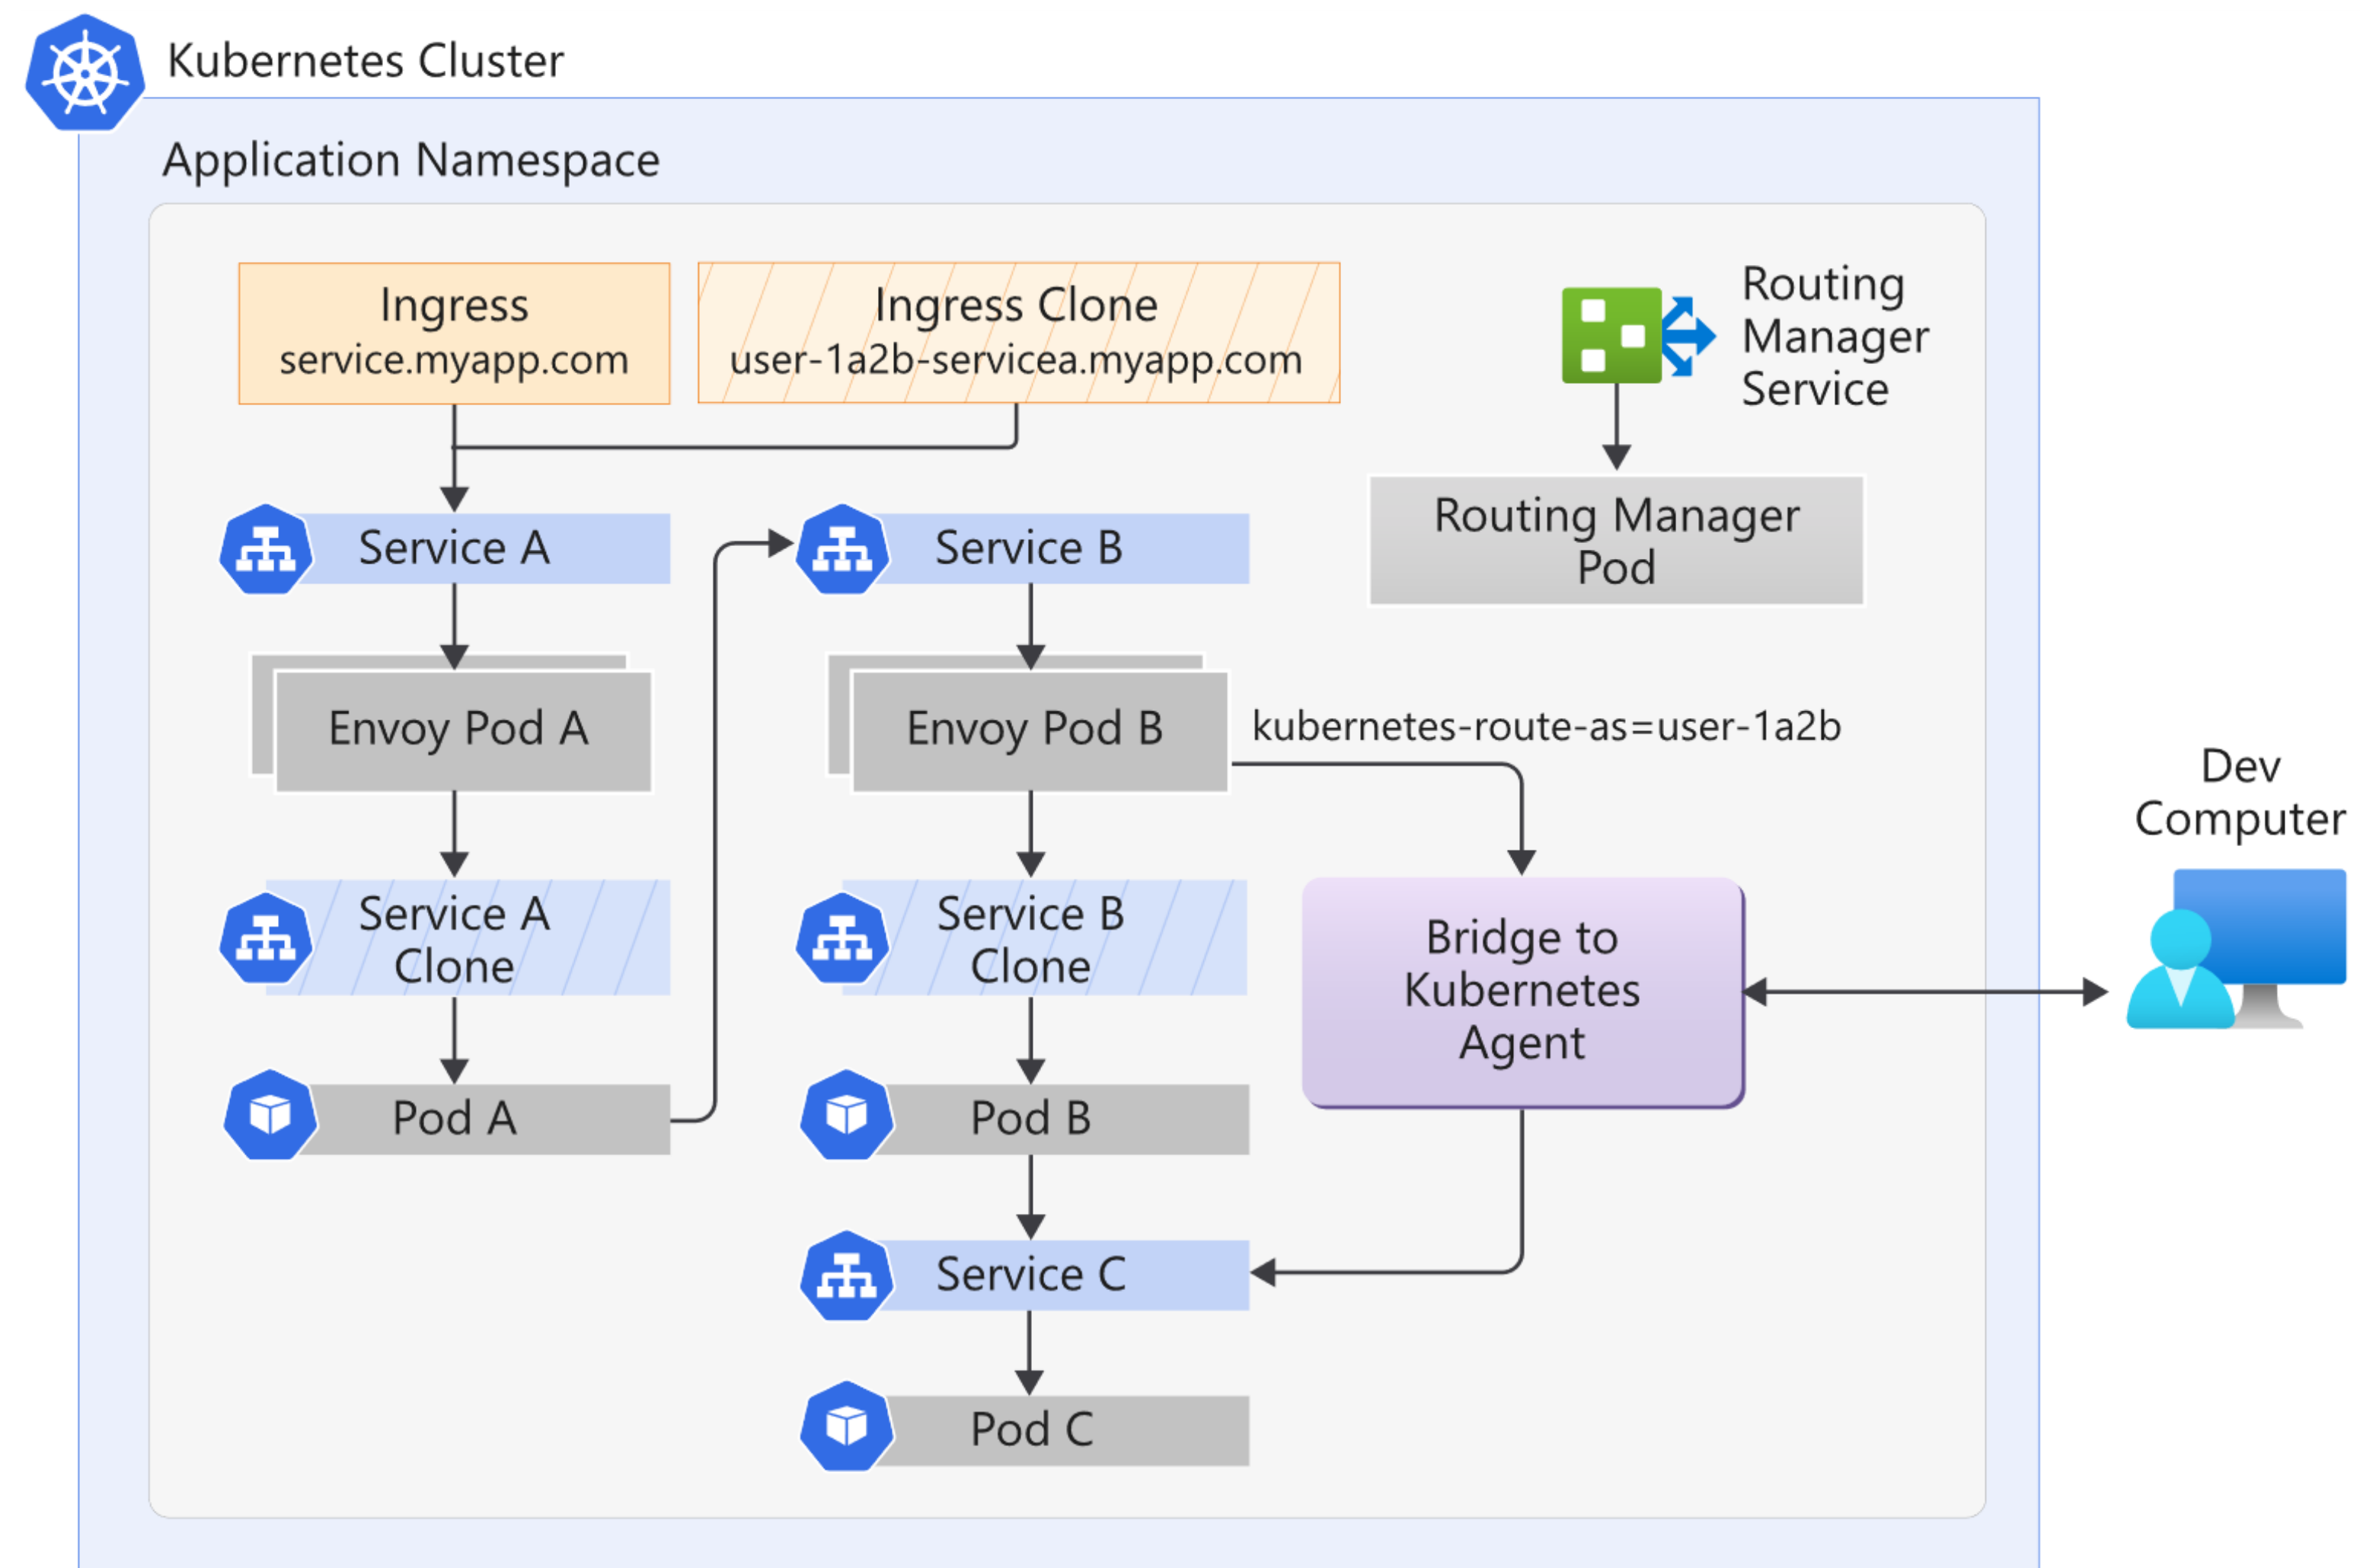 Kubernetes Cluster
Application Namespace
Ingress
service.myapp.com
Ingress Clone
user-1a2b-servicea.myapp.com
Routing
Manager
Service
Service A
Service B
Routing Manager
Pod
Envoy Pod A
Envoy Pod B
kubernetes-route-as=user-1a2b
Dev
Computer
Service A
Clone
Service B
Clone
Bridge to
Kubernetes
Agent
Pod A
Pod B
Service C
Pod C